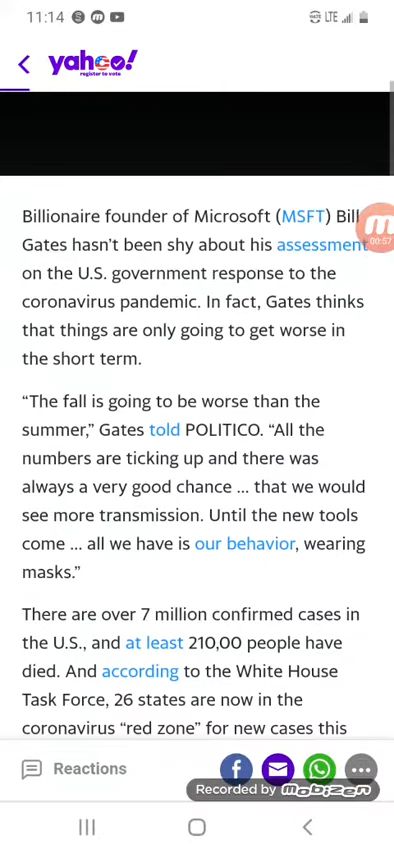 11:14
LTE
yahoo!
register to vote
Billionaire founder of Microsoft (MSFT) Bill
00:57
Gates hasn't been shy about his assessment
on the U.S. government response to the
coronavirus pandemic. In fact, Gates thinks
that things are only going to get worse in
the short term.
“The fall is going to be worse than the
summer,” Gates told POLITICO. “All the
numbers are ticking up and there was
always a very good chance ... that we would
see more transmission. Until the new tools
come ... all we have is our behavior, wearing
masks.”
There are over 7 million confirmed cases in
the U.S., and at least 210,00 people have
died. And according to the White House
Task Force, 26 states are now in the
coronavirus “red zone” for new cases this
Reactions
Recorded by mobizen